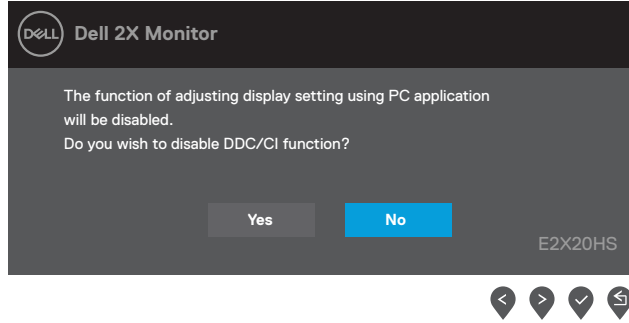 DELL
Dell 2X Monitor
The function of adjusting display setting using PC application
will be disabled.
Do you wish to disable DDC/CI function?
Yes
No
E2X20HS